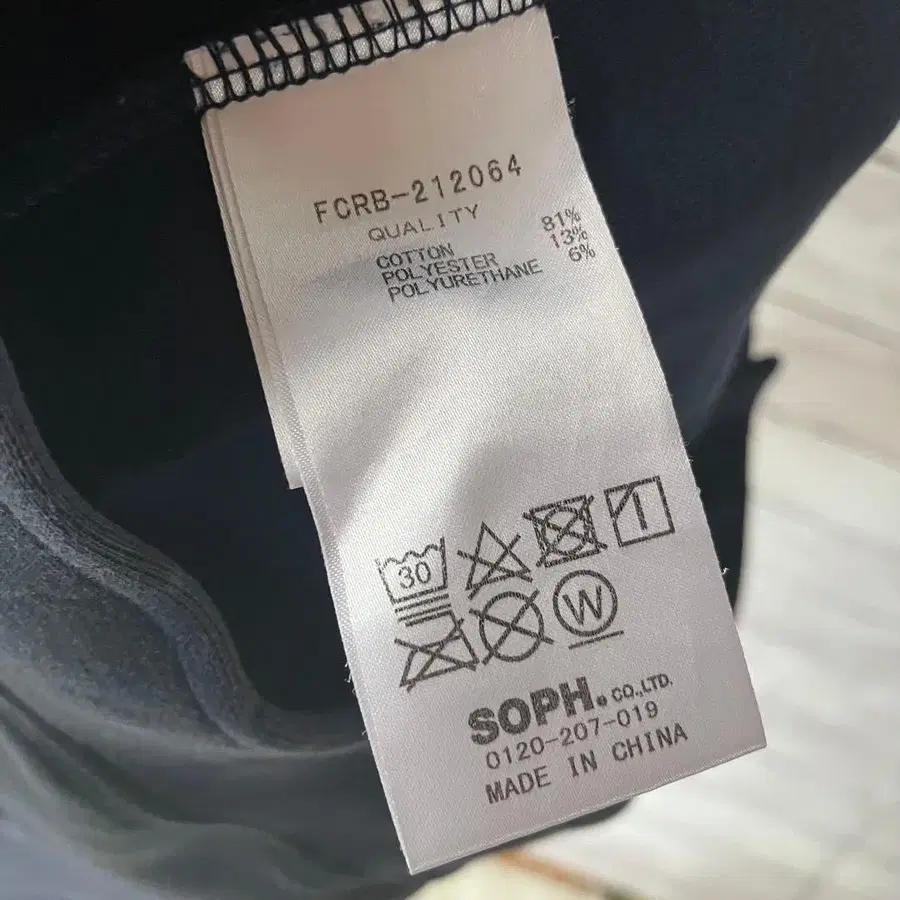 FCRB-212064
QUALITY
COTTON 81%
POLYESTER 13%
POLYURETHANE 6%
30
W
SOPH. CO.,LTD.
0120-207-019
MADE IN CHINA